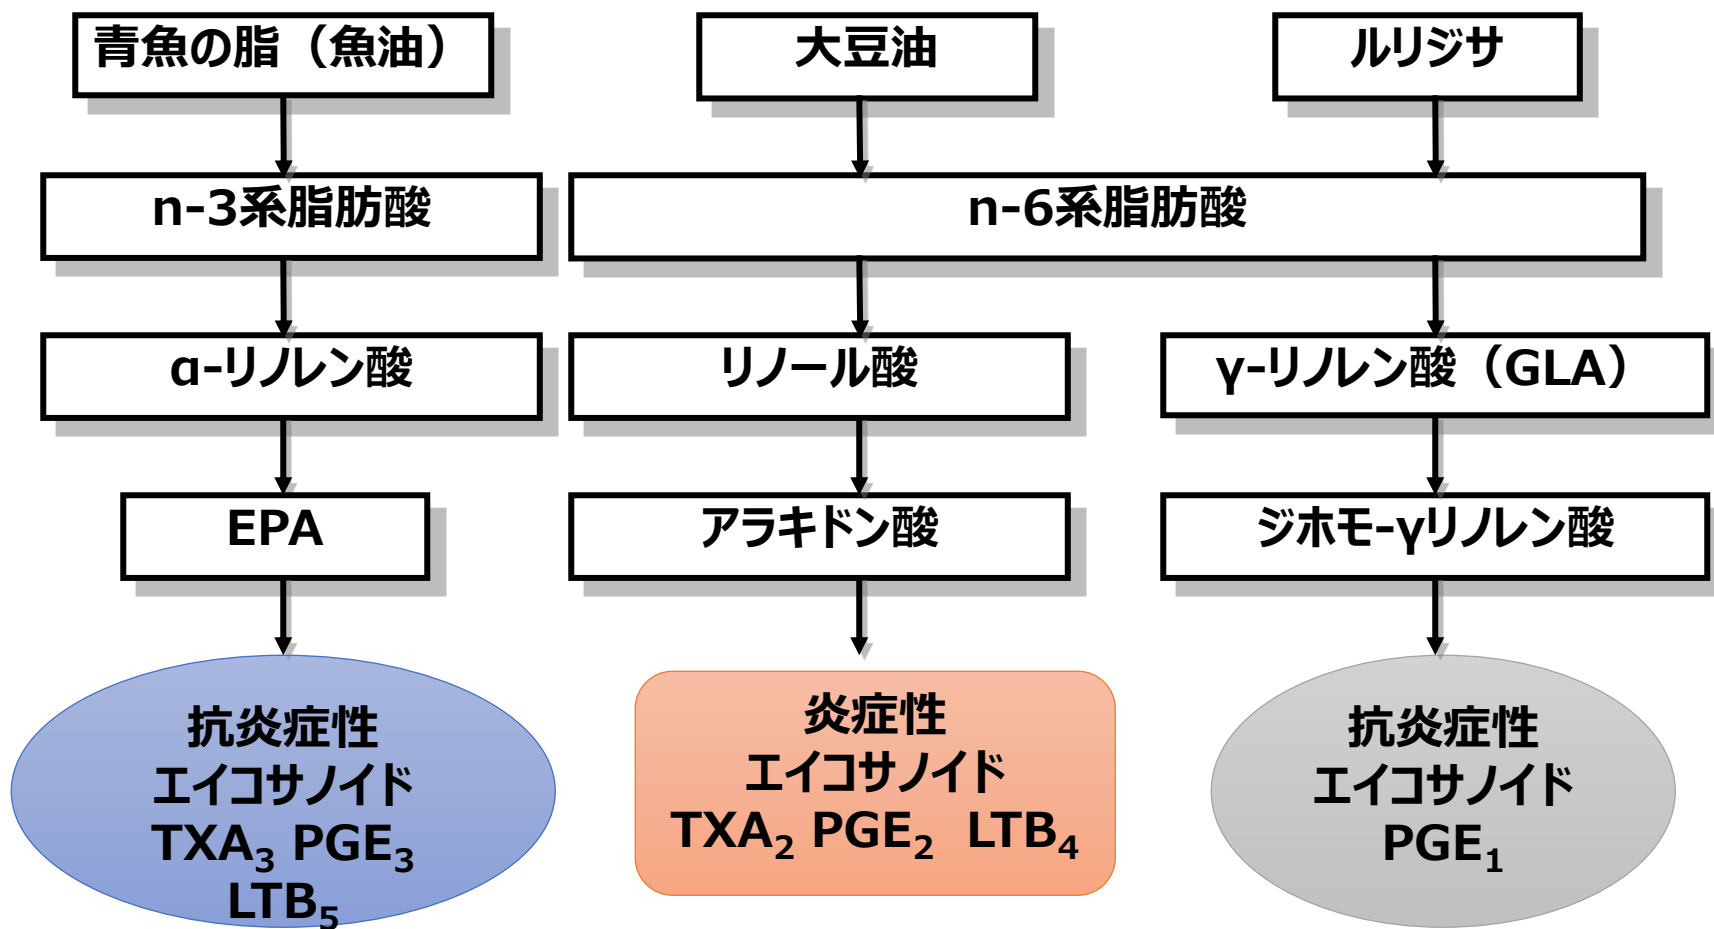 青魚の脂（魚油）
大豆油
ルリジサ
n-3系脂肪酸
n-6系脂肪酸
α-リノレン酸
リノール酸
γ-リノレン酸（GLA）
EPA
アラキドン酸
ジホモ-γリノレン酸
抗炎症性
エイコサノイド
TXA₃ PGE₃
LTB₅
炎症性
エイコサノイド
TXA₂ PGE₂ LTB₄
抗炎症性
エイコサノイド
PGE₁